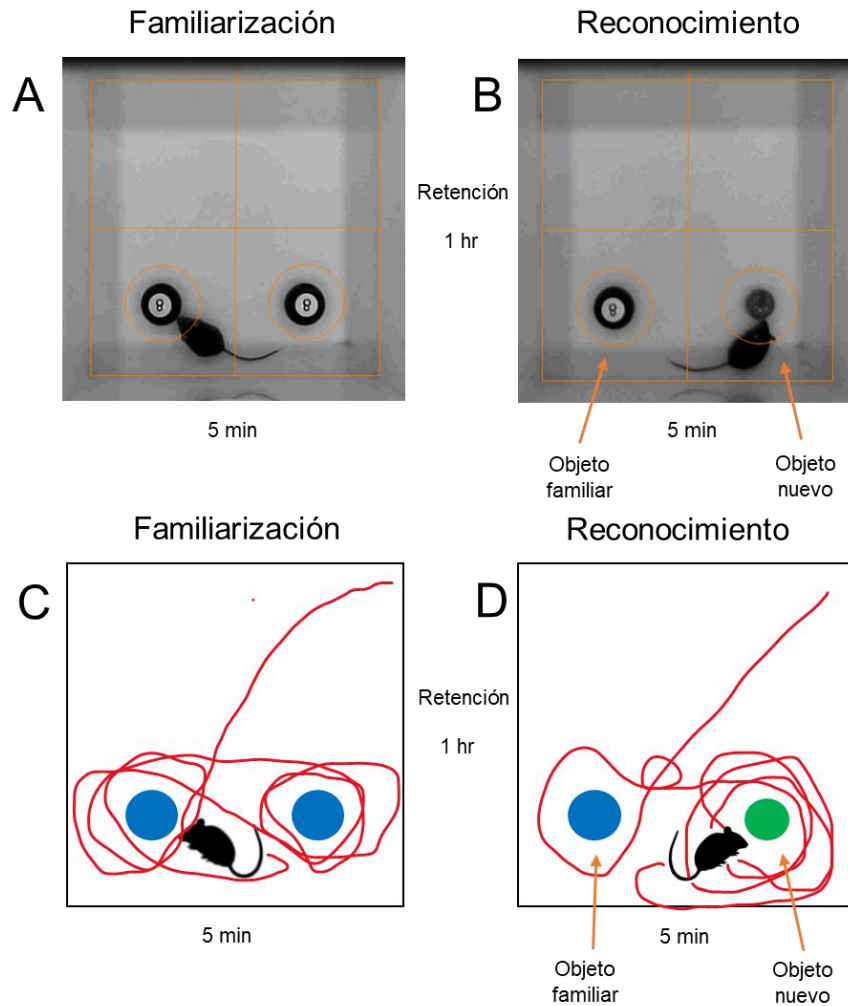 Familiarización
Reconocimiento
A
B
Retención
1 hr
8
8
8
5 min
5 min
Objeto
familiar
Objeto
nuevo
Familiarización
Reconocimiento
C
D
Retención
1 hr
5 min
5 min
Objeto
familiar
Objeto
nuevo